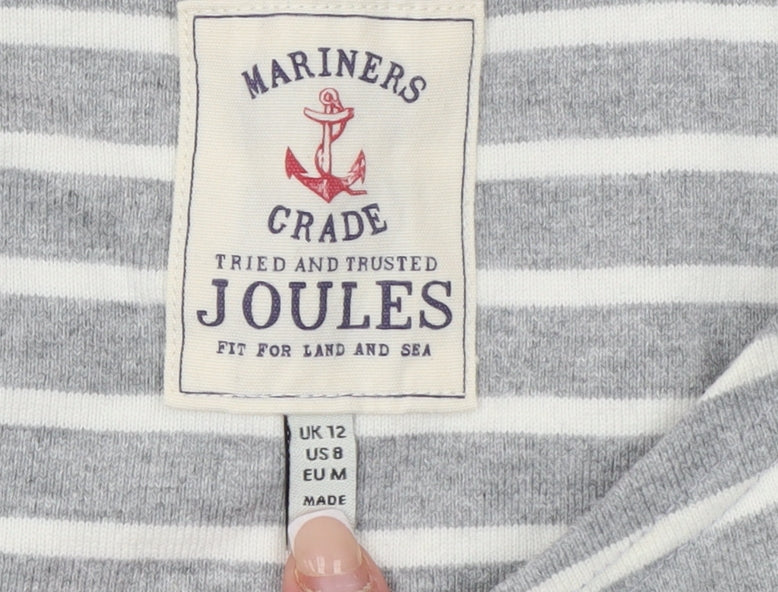 MARINERS
CRADE
TRIED AND TRUSTED
JOULES
FIT FOR LAND AND SEA
UK 12
US 8
EU M
MADE